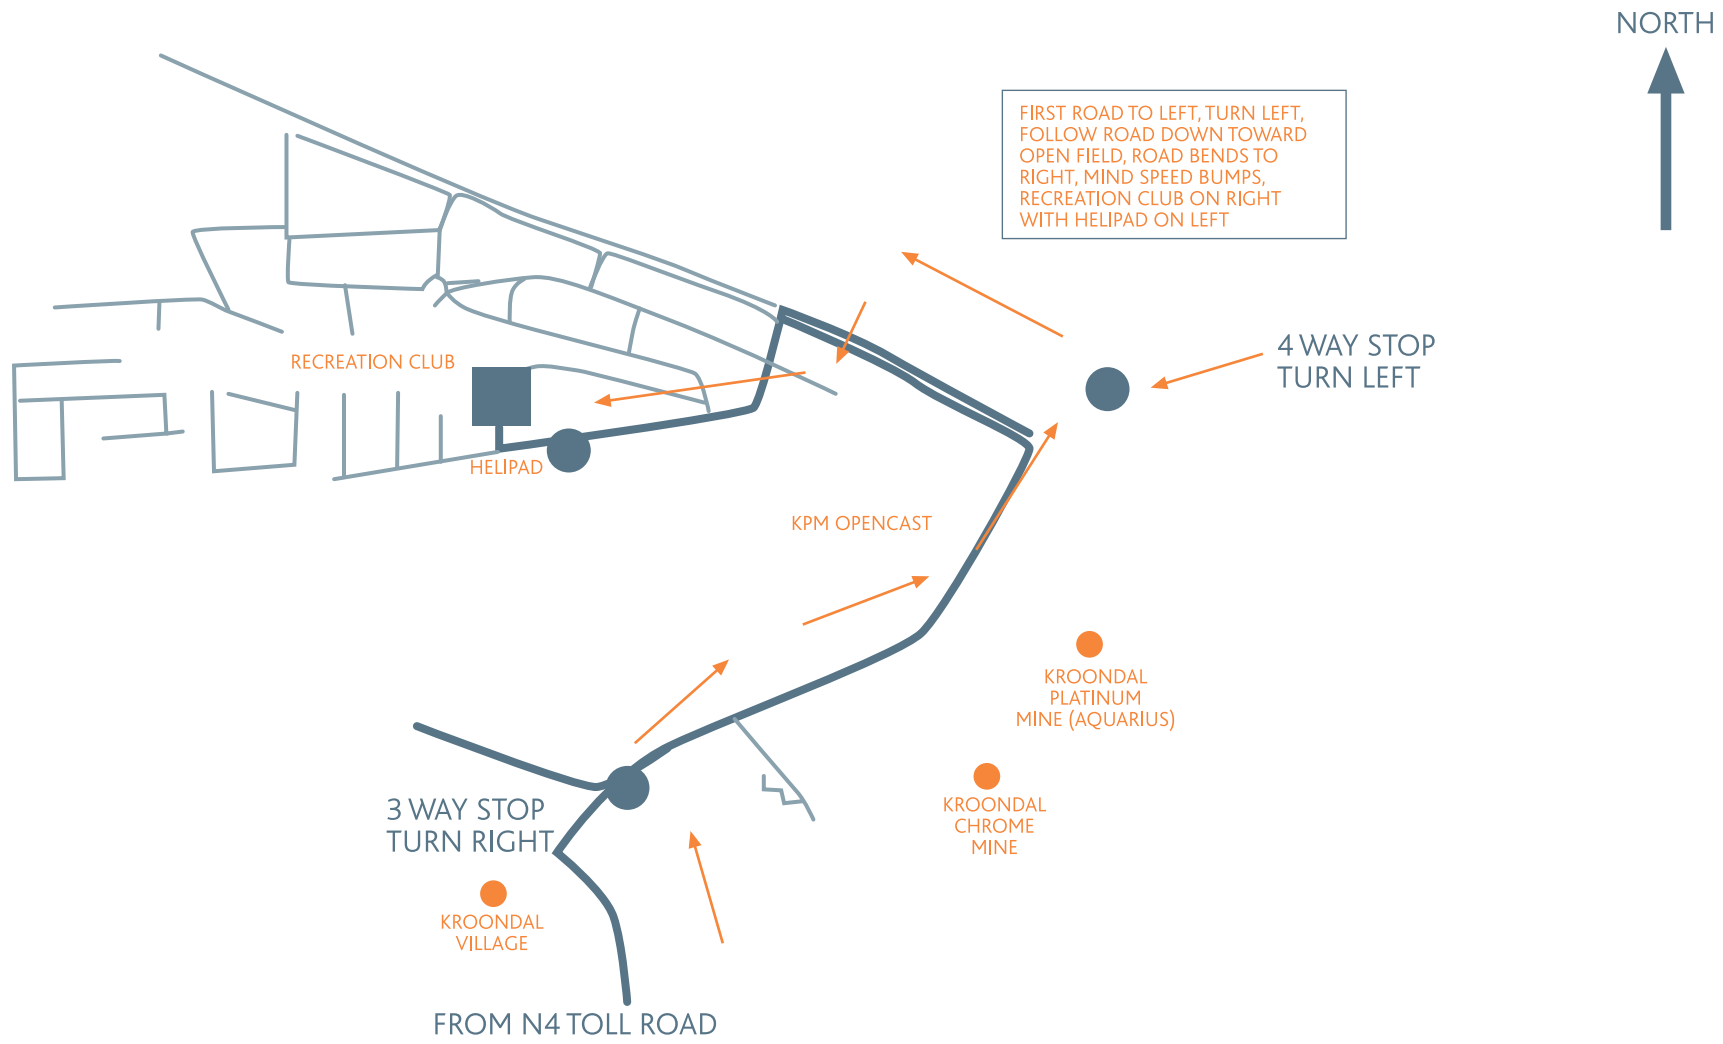 NORTH
FIRST ROAD TO LEFT, TURN LEFT,
FOLLOW ROAD DOWN TOWARD
OPEN FIELD, ROAD BENDS TO
RIGHT, MIND SPEED BUMPS,
RECREATION CLUB ON RIGHT
WITH HELIPAD ON LEFT
4 WAY STOP
TURN LEFT
RECREATION CLUB
HELIPAD
KPM OPENCAST
KROONDAL
PLATINUM
MINE (AQUARIUS)
KROONDAL
CHROME
MINE
3 WAY STOP
TURN RIGHT
KROONDAL
VILLAGE
FROM N4 TOLL ROAD